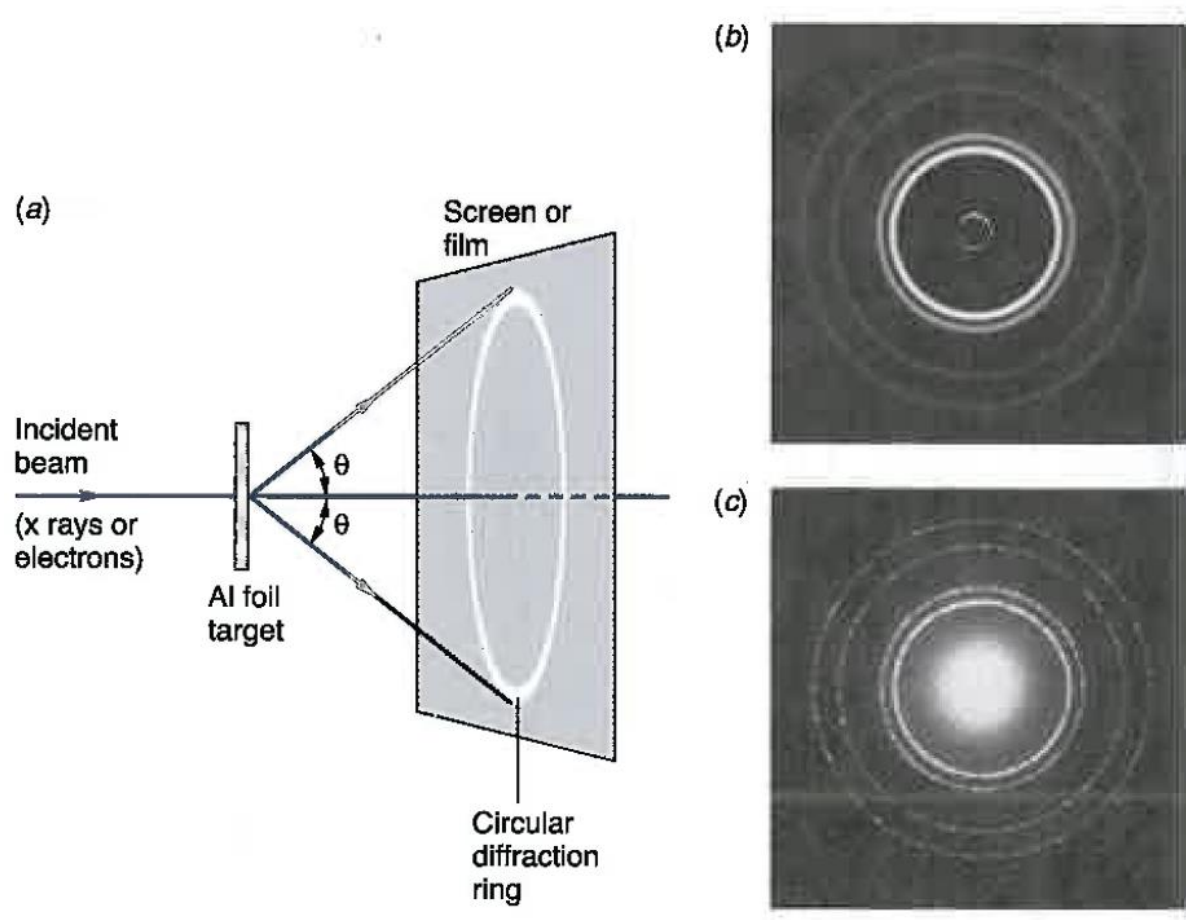 (a)
Screen or
film
Incident
beam
(x rays or
electrons)
θ
θ
Al foil
target
Circular
diffraction
ring
(b)
(c)